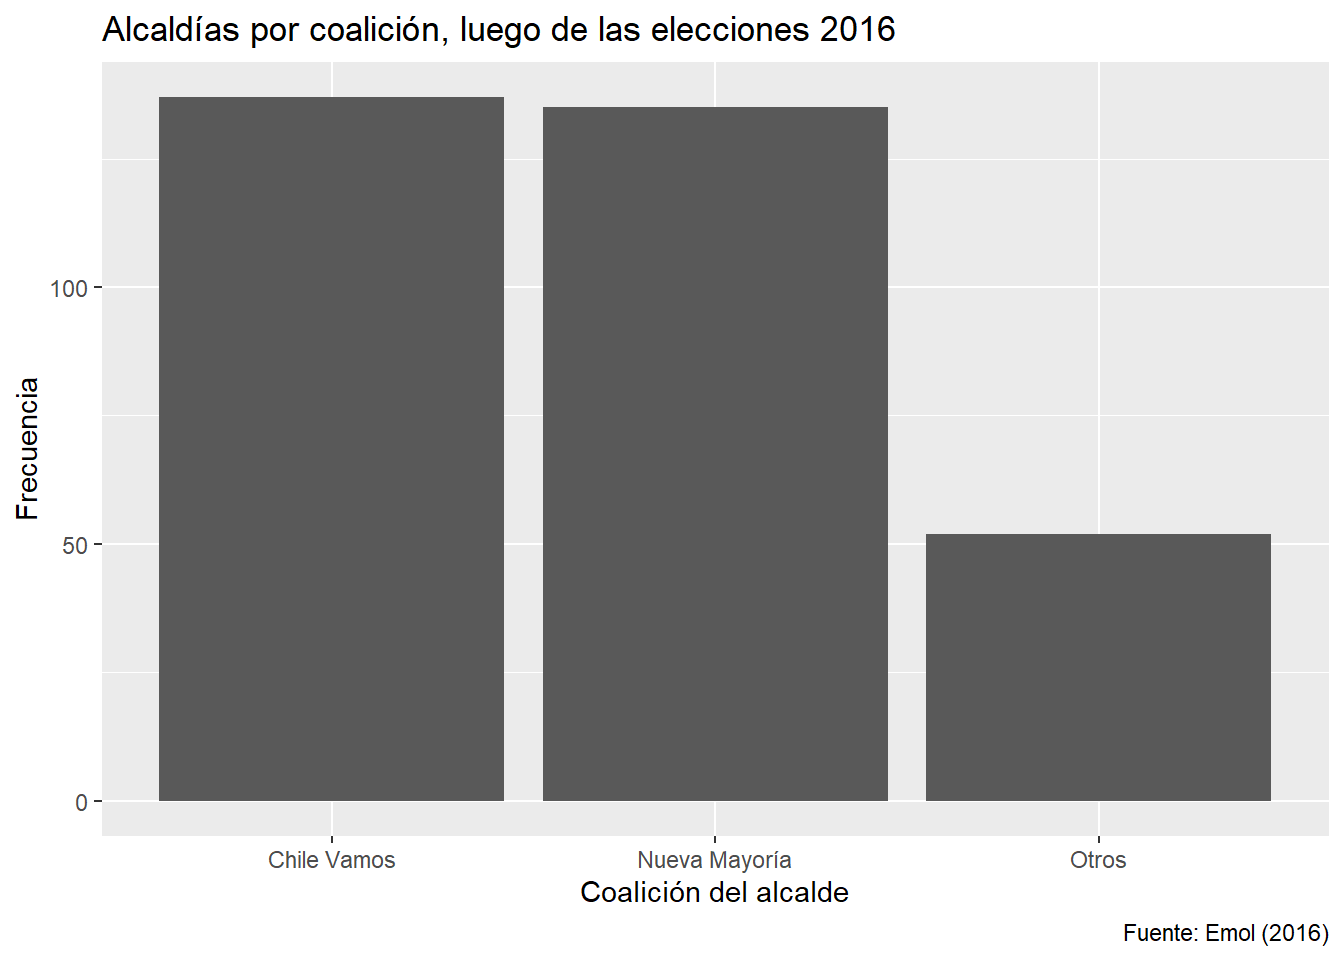 Alcaldías por coalición, luego de las elecciones 2016
Frecuencia
100
50
0
Chile Vamos
Nueva Mayoría
Otros
Coalición del alcalde
Fuente: Emol (2016)